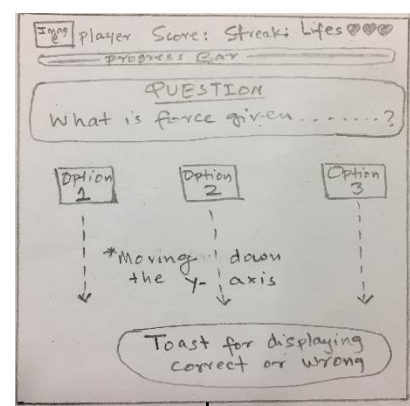 Image player Score: Streak: Lifes
progress Bar
QUESTION
What is force given........?
Option 1
Option 2
Option 3
*Moving down
the y-axis
Toast for displaying
correct or wrong